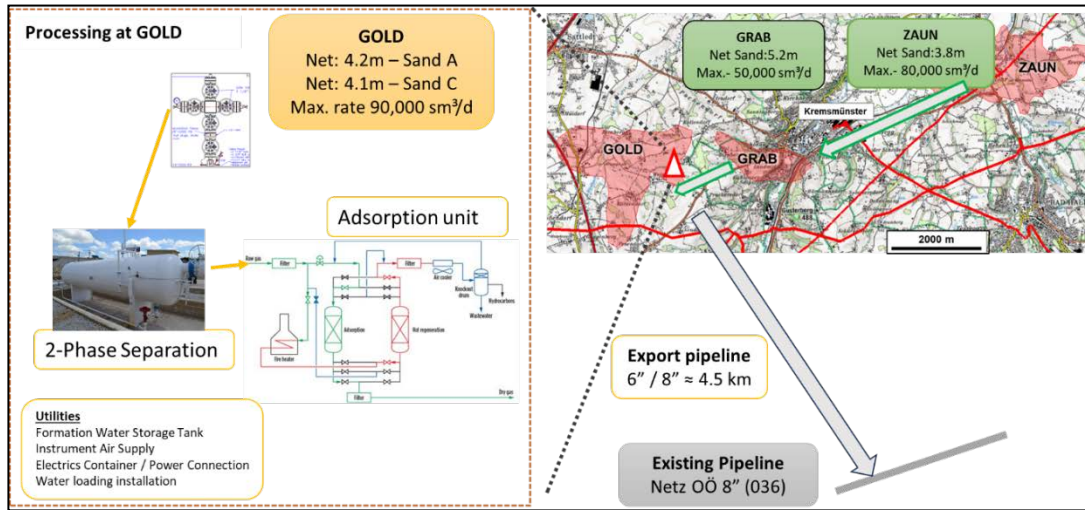 Processing at GOLD
GOLD
Net: 4.2m – Sand A
Net: 4.1m – Sand C
Max. rate 90,000 sm³/d
Adsorption unit
Raw gas
Filter
Filter
Air cooler
Knockout
drum
Hydrocarbons
Wastewater
Fire heater
Adsorption
Hot regeneration
Filter
Dry gas
2-Phase Separation
Utilities
Formation Water Storage Tank
Instrument Air Supply
Electrics Container / Power Connection
Water loading installation
GRAB
Net Sand:5.2m
Max.- 50,000 sm³/d
ZAUN
Net Sand:3.8m
Max.- 80,000 sm³/d
ZAUN
Kremsmünster
GOLD
GRAB
2000 m
Export pipeline
6” / 8” ≈ 4.5 km
Existing Pipeline
Netz OÖ 8” (036)